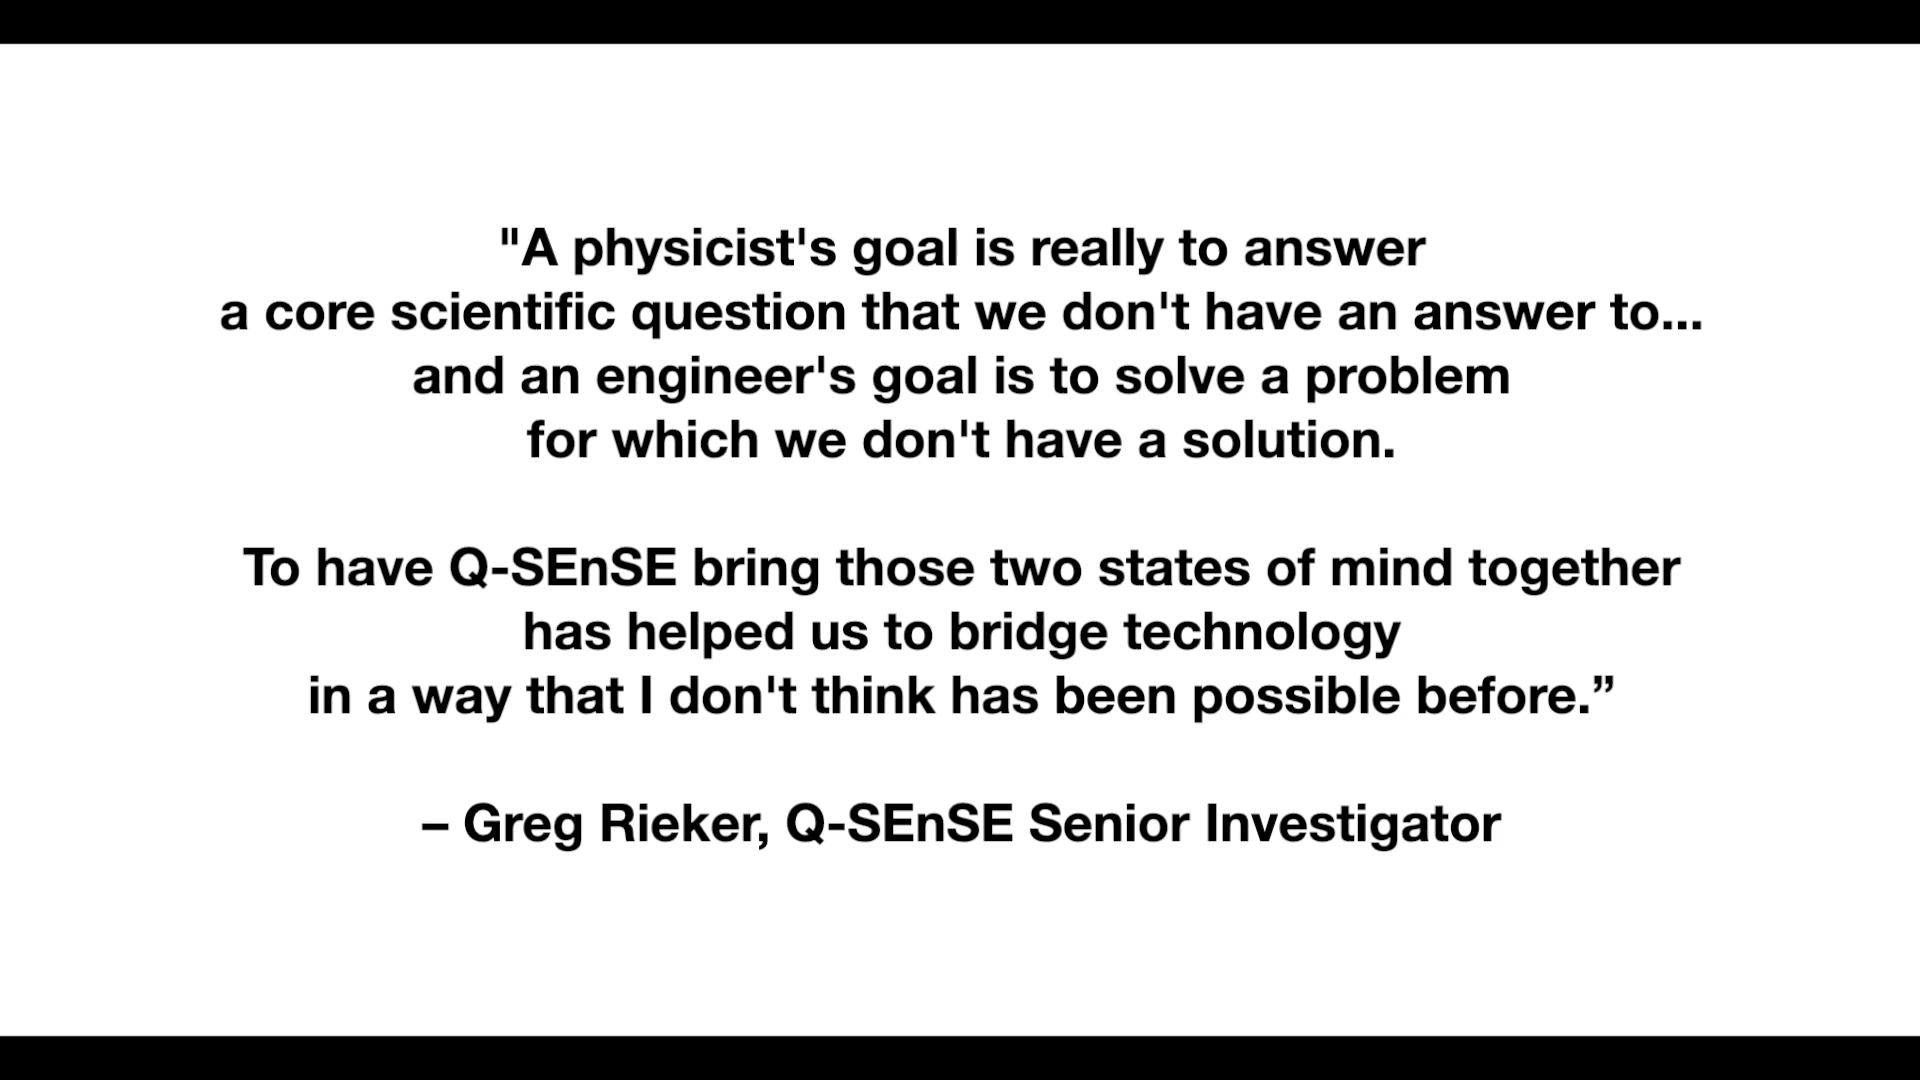 "A physicist's goal is really to answer
a core scientific question that we don't have an answer to...
and an engineer's goal is to solve a problem
for which we don't have a solution.
To have Q-SEnSE bring those two states of mind together
has helped us to bridge technology
in a way that I don't think has been possible before.”
– Greg Rieker, Q-SEnSE Senior Investigator